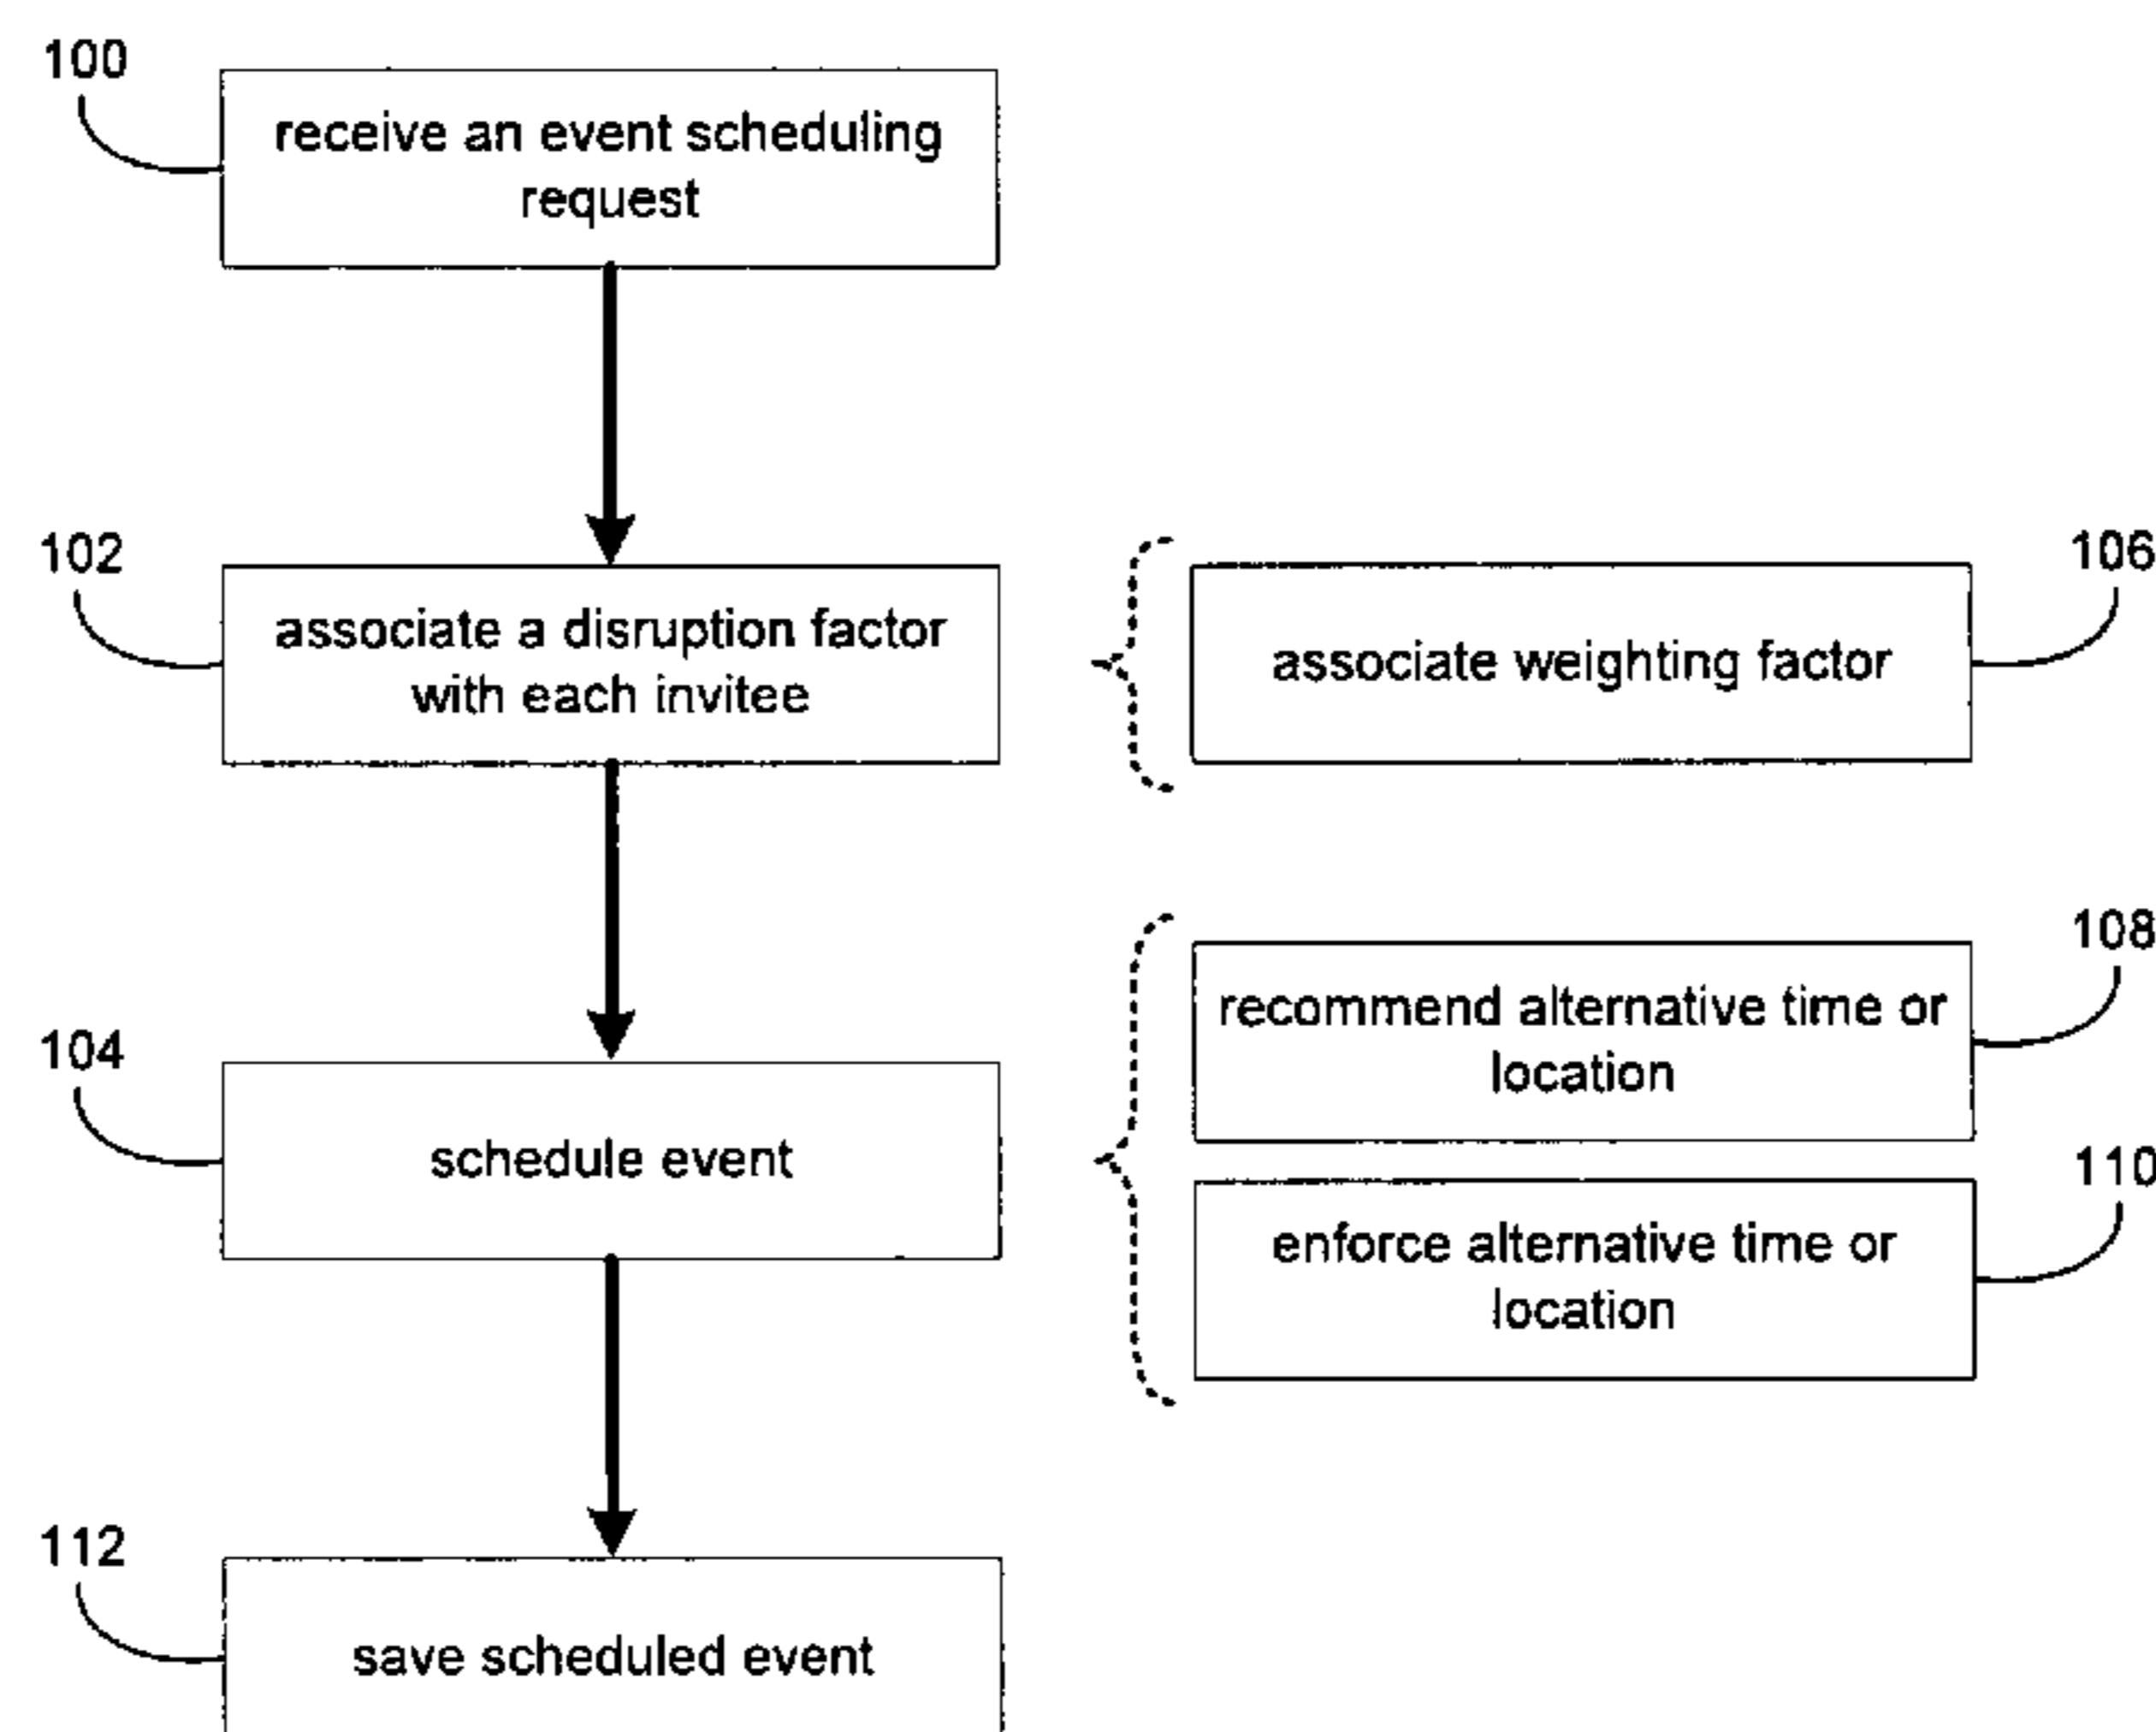 100
receive an event scheduling
request
102
associate a disruption factor
with each invitee
106
associate weighting factor
108
recommend alternative time or
location
104
schedule event
110
enforce alternative time or
location
112
save scheduled event